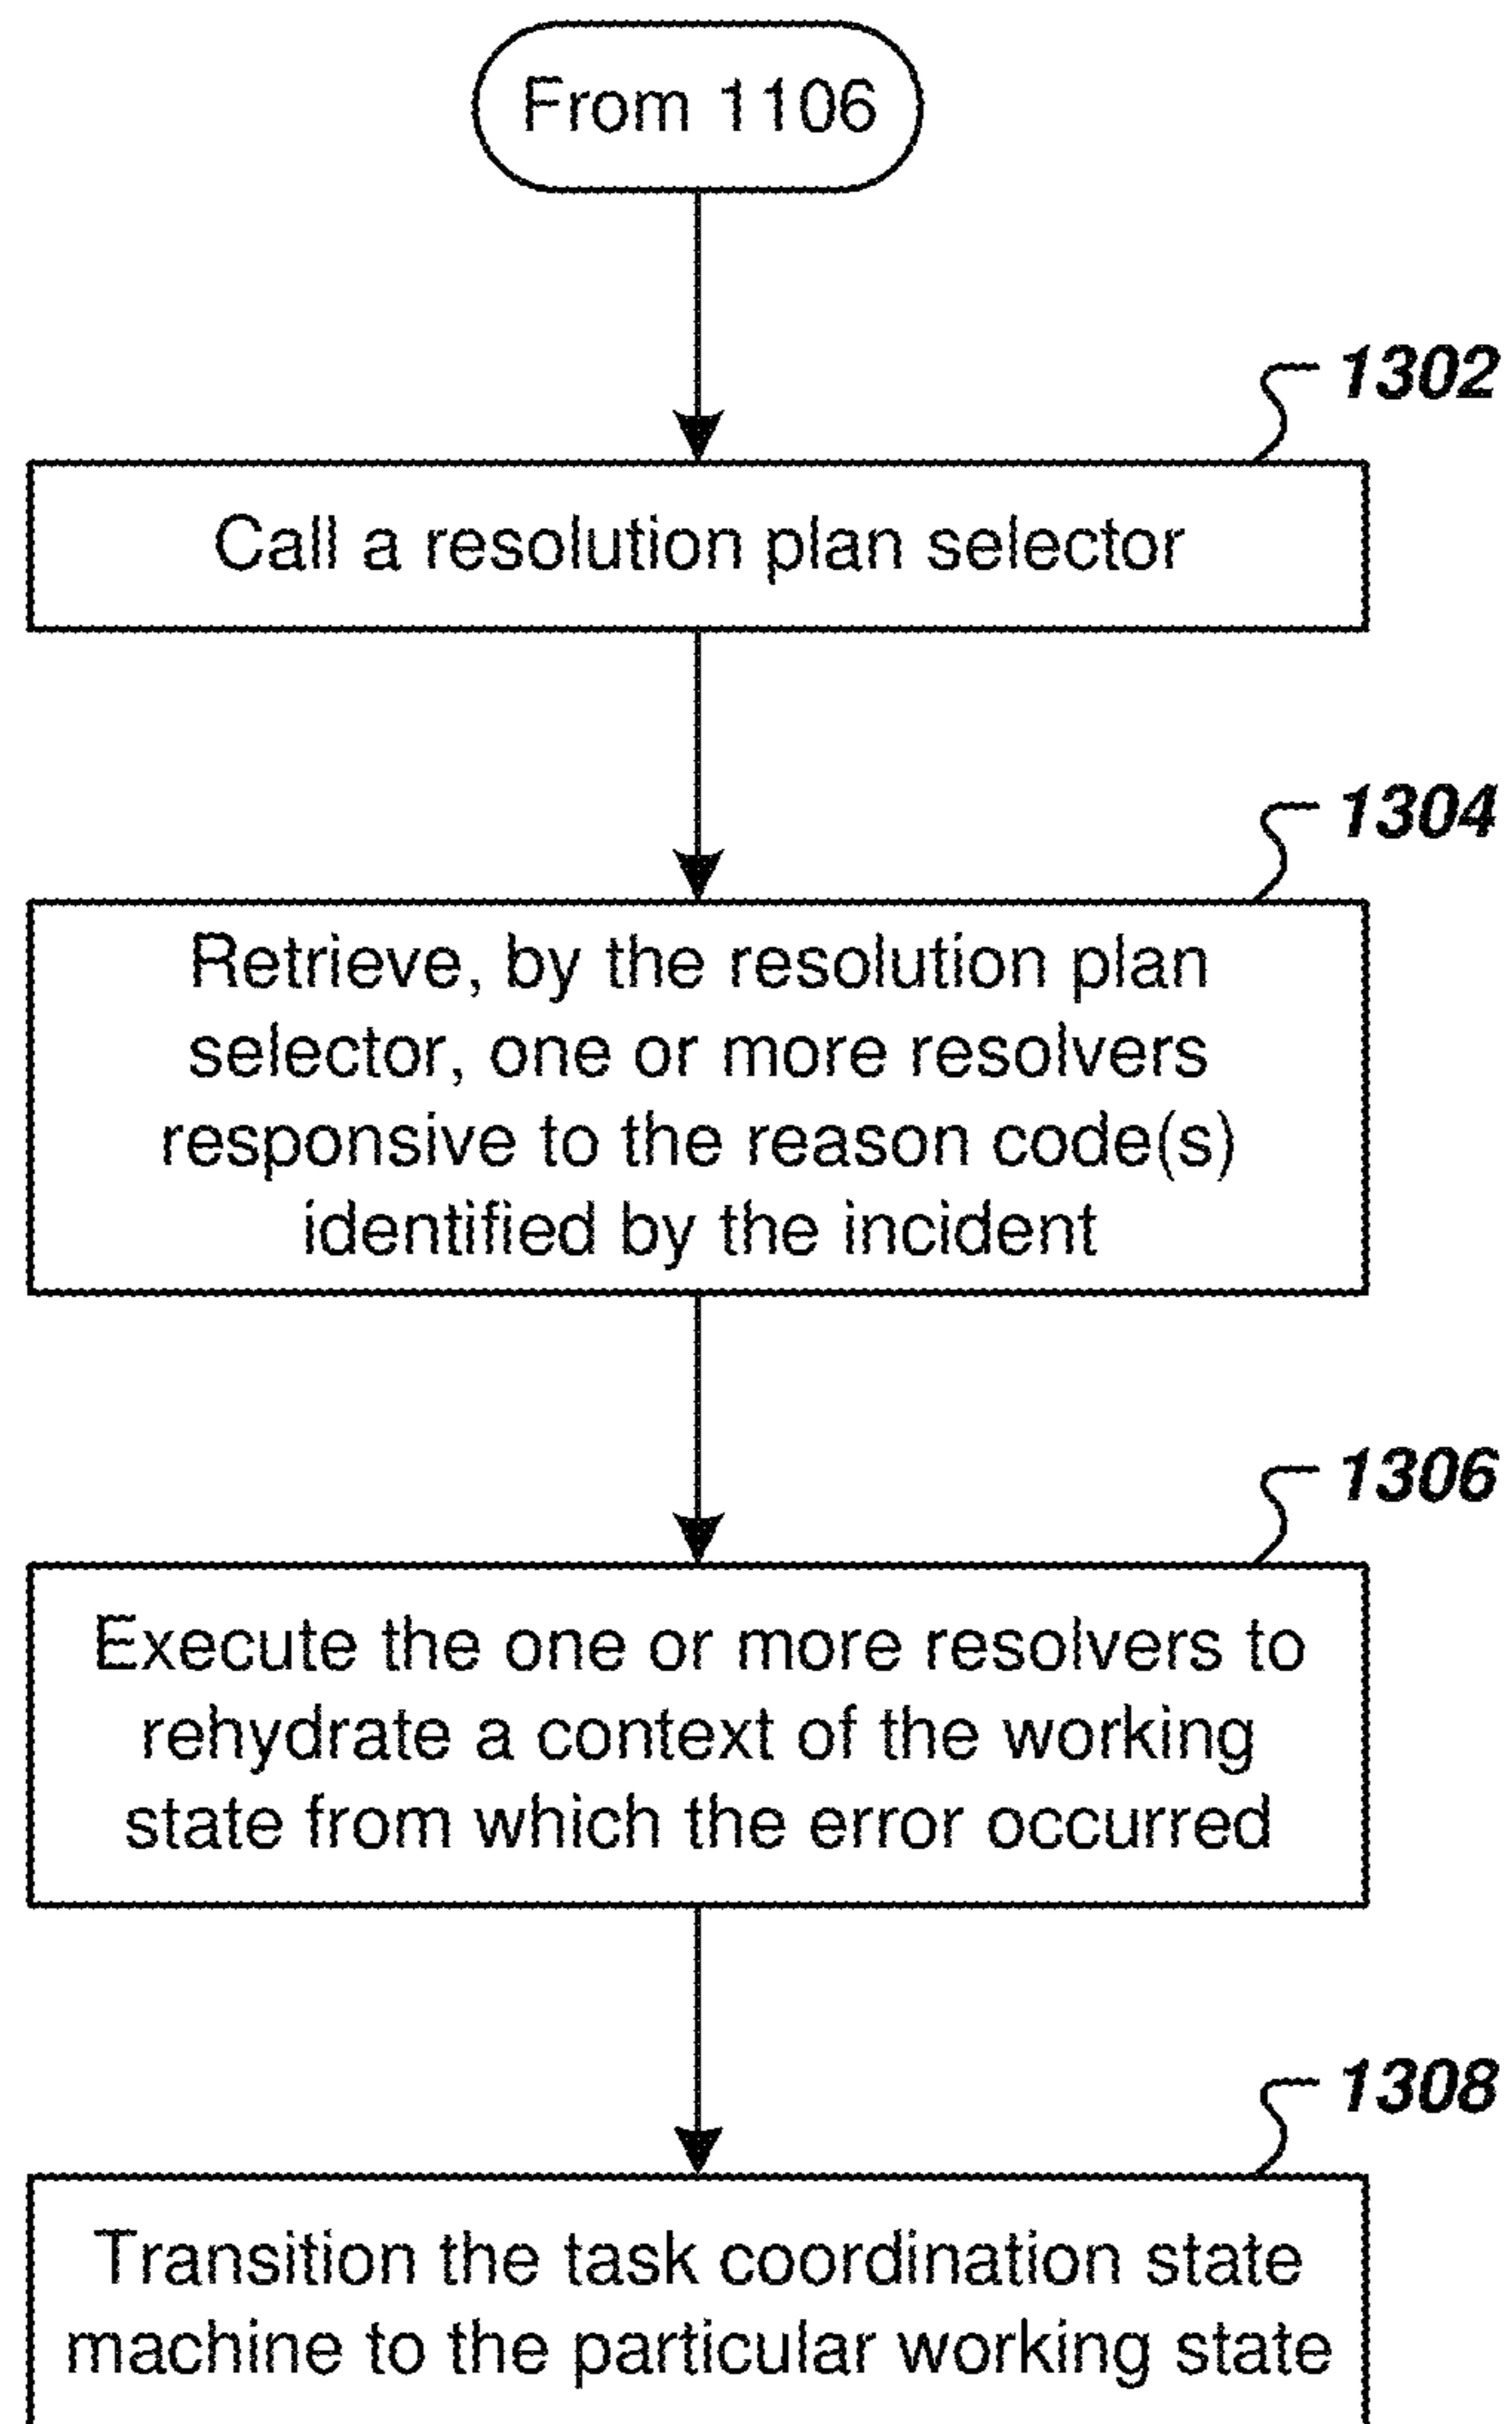 From 1106
1302
Call a resolution plan selector
1304
Retrieve, by the resolution plan
selector, one or more resolvers
responsive to the reason code(s)
identified by the incident
1306
Execute the one or more resolvers to
rehydrate a context of the working
state from which the error occurred
1308
Transition the task coordination state
machine to the particular working state